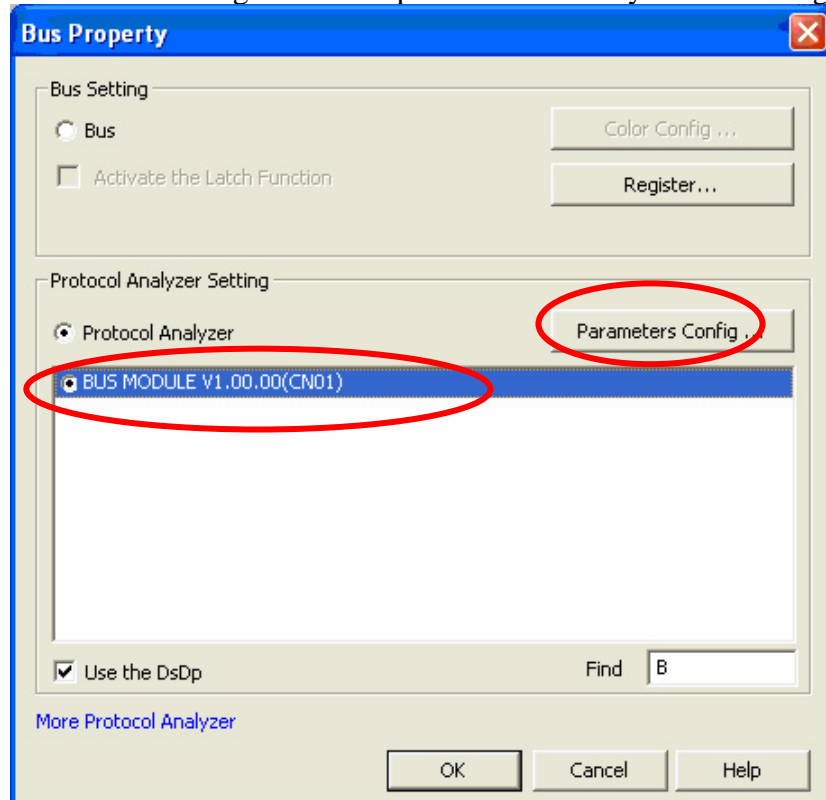 Bus Property
Bus Setting
Bus
Color Config ...
Activate the Latch Function
Register...
Protocol Analyzer Setting
Protocol Analyzer
Parameters Config ...
BUS MODULE V1.00.00(CN01)
Use the DsDp
Find B
More Protocol Analyzer
OK Cancel Help